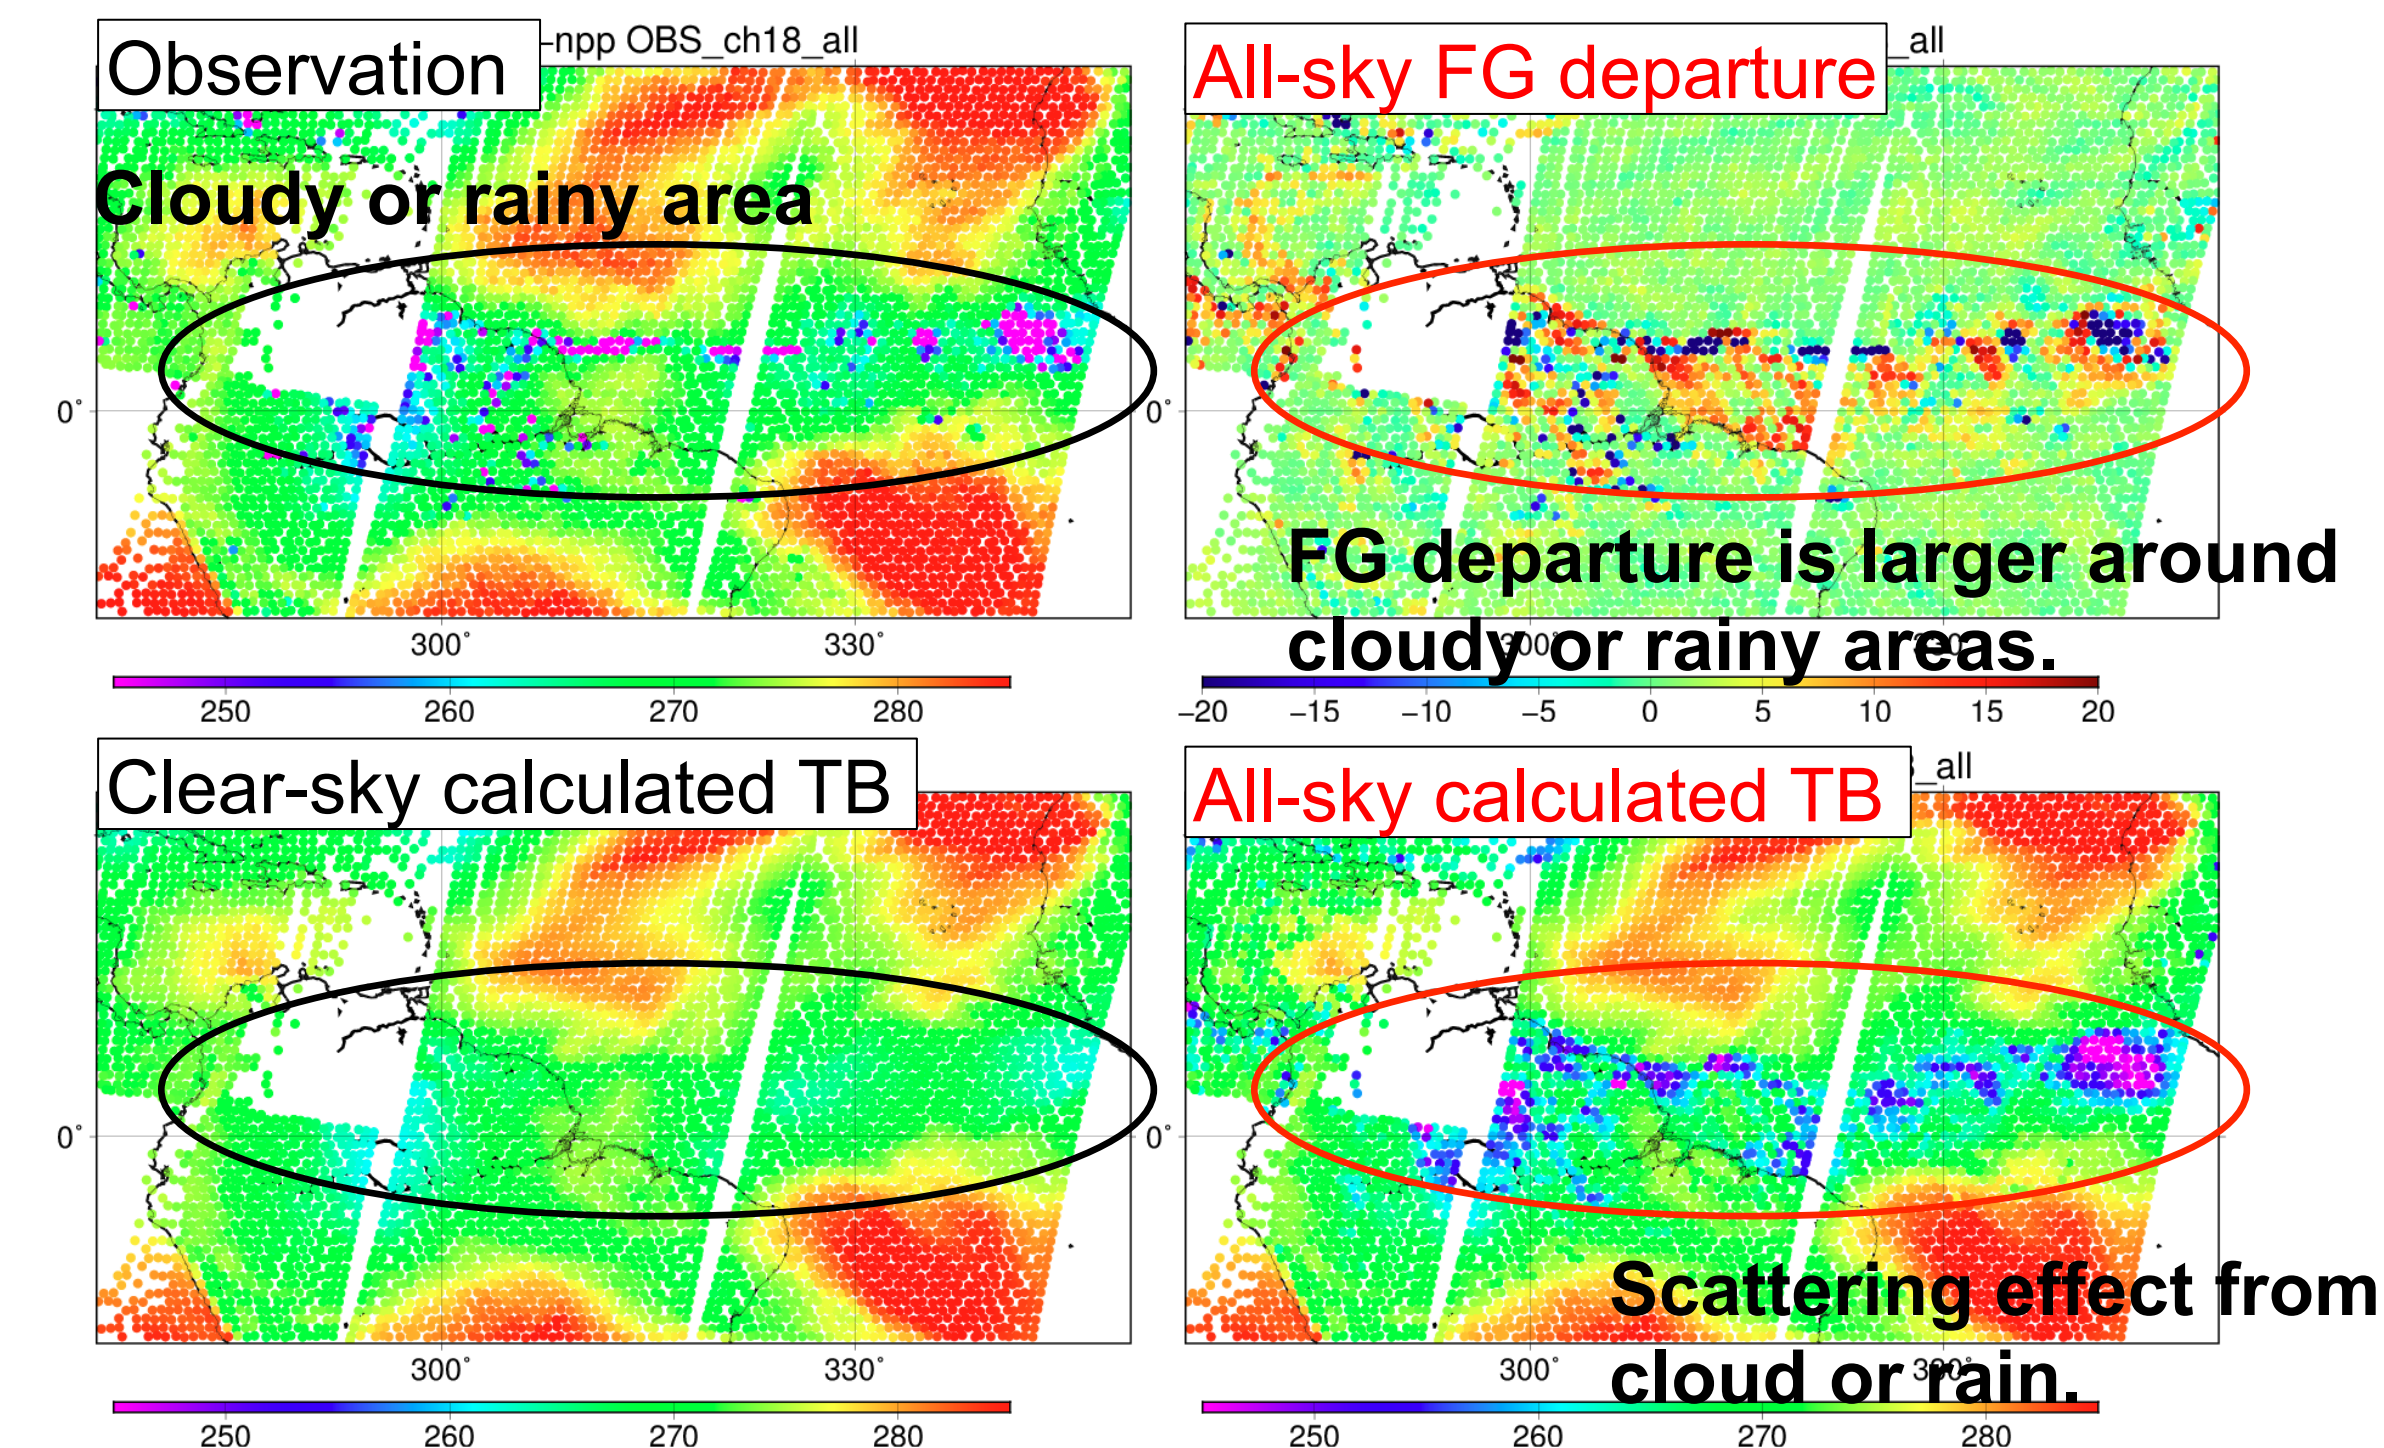 Observation
-npp OBS_ch18_all
Cloudy or rainy area
0°
300° 330°
250 260 270 280
All-sky FG departure
_all
0°
FG departure is larger around
cloudy or rainy areas.
300°
−20 −15 −10 −5 0 5 10 15 20
Clear-sky calculated TB
0°
300° 330°
250 260 270 280
All-sky calculated TB
_all
0°
Scattering effect from
cloud or rain.
300°
250 260 270 280